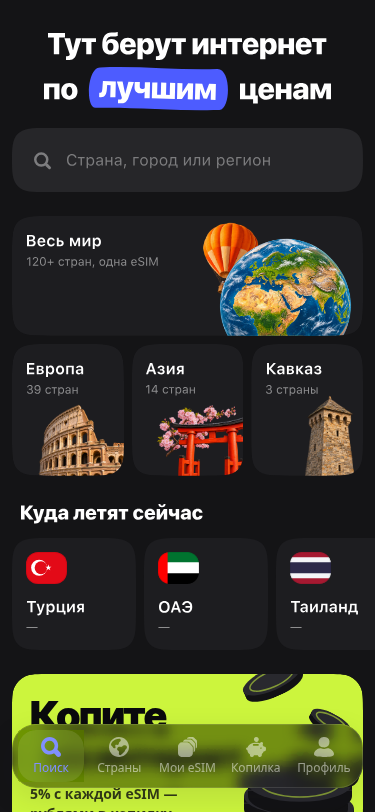 Тут берут интернет
по лучшим ценам
Страна, город или регион
Весь мир
120+ стран, одна eSIM
Европа
39 стран
Азия
14 стран
Кавказ
3 страны
Куда летят сейчас
Турция
—
ОАЭ
—
Таиланд
—
Копите
Поиск
Страны
Мои eSIM
Копилка
Профиль
5% с каждой eSIM —